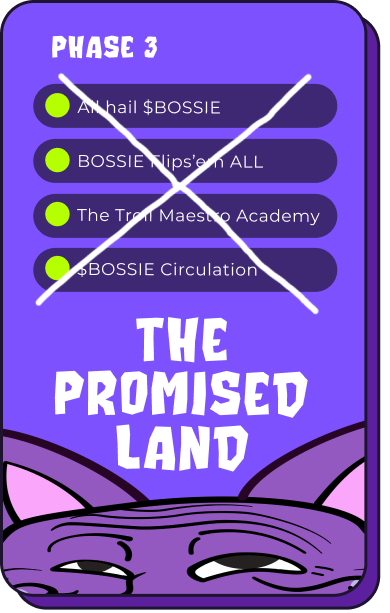 PHASE 3
All hail $BOSSIE
BOSSIE Flips’em ALL
The Troll Maestro Academy
$BOSSIE Circulation
THE
PROMISED
LAND